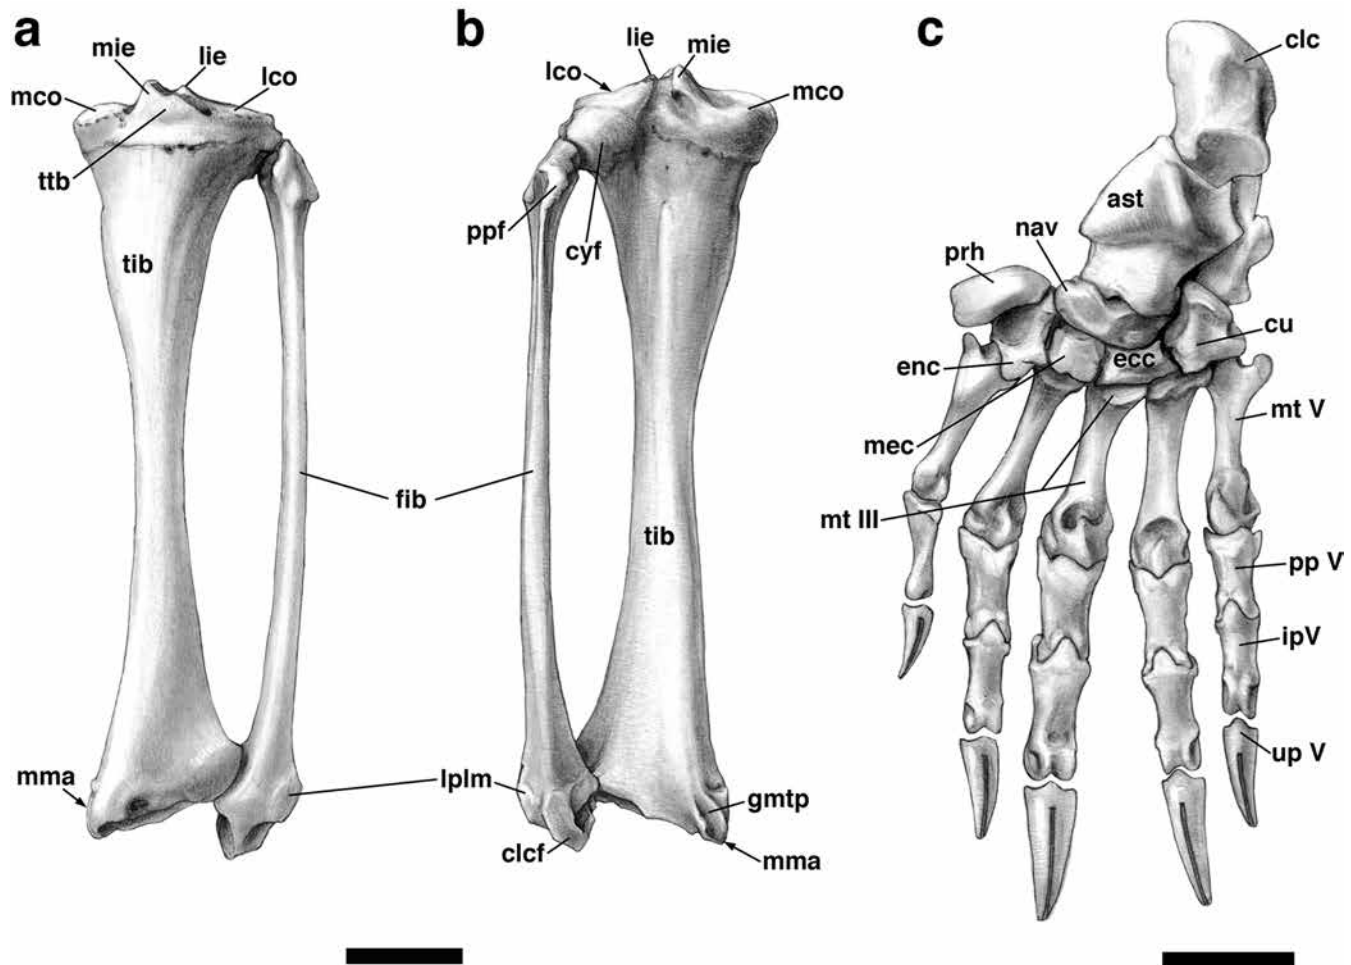 a
mie
lie
lco
mco
ttb
tib
fib
mma
lplm
b
lie
mie
lco
mco
ppf
cyf
tib
gmtp
clcf
mma
c
clc
ast
nav
prh
cu
enc
ecc
mec
mt V
mt III
pp V
ipV
up V